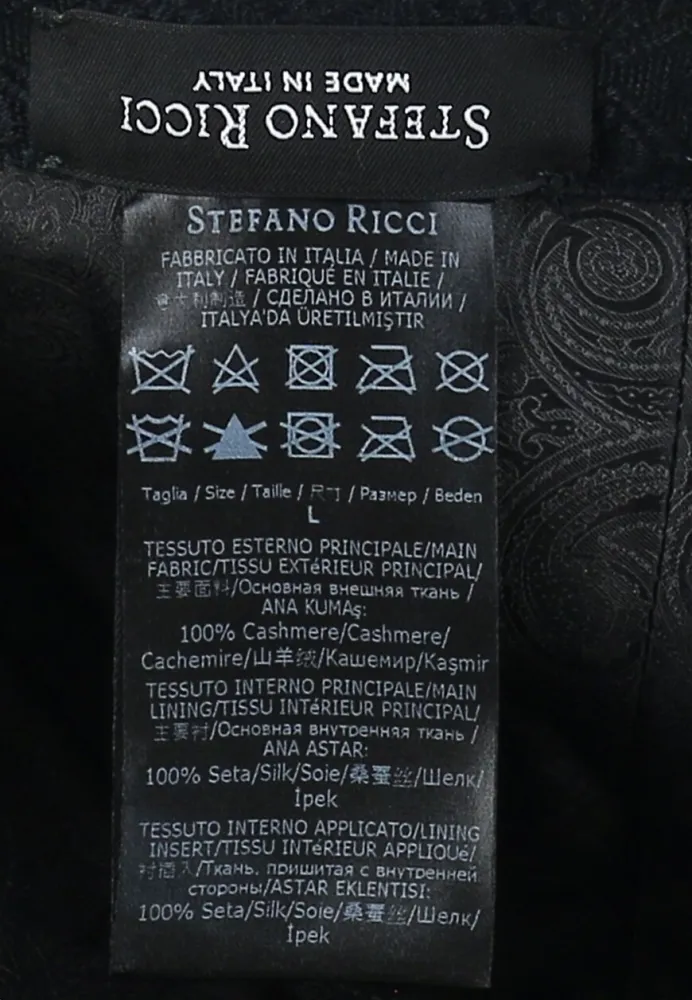 STEFANO RICCI
MADE IN ITALY
STEFANO RICCI
FABBRICATO IN ITALIA / MADE IN
ITALY / FABRIQUÉ EN ITALIE /
意大利制造 / СДЕЛАНО В ИТАЛИИ /
ITALYA'DA ÜRETILMIŞTIR
Taglia / Size / Taille / 尺寸 / Размер / Beden
L
TESSUTO ESTERNO PRINCIPALE/MAIN
FABRIC/TISSU EXTéRIEUR PRINCIPAL/
主要面料/Основная внешняя ткань /
ANA KUMAş:
100% Cashmere/Cashmere/
Cachemire/山羊绒/Кашемир/Kaşmir
TESSUTO INTERNO PRINCIPALE/MAIN
LINING/TISSU INTéRIEUR PRINCIPAL/
主要衬/Основная внутренняя ткань /
ANA ASTAR:
100% Seta/Silk/Soie/桑蚕丝/Шелк/
İpek
TESSUTO INTERNO APPLICATO/LINING
INSERT/TISSU INTéRIEUR APPLIQUé/
衬插入/Ткань, пришитая с внутренней
стороны/ASTAR EKLENTISI:
100% Seta/Silk/Soie/桑蚕丝/Шелк/
İpek